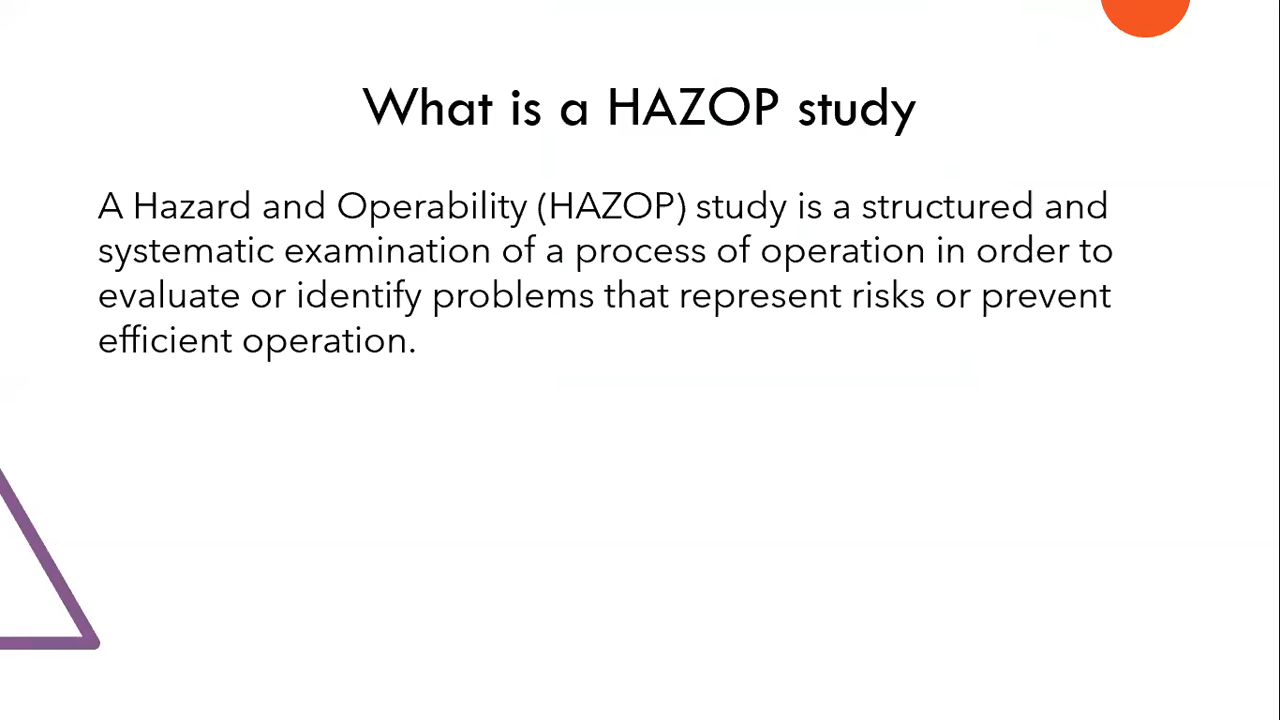 What is a HAZOP study
A Hazard and Operability (HAZOP) study is a structured and
systematic examination of a process of operation in order to
evaluate or identify problems that represent risks or prevent
efficient operation.